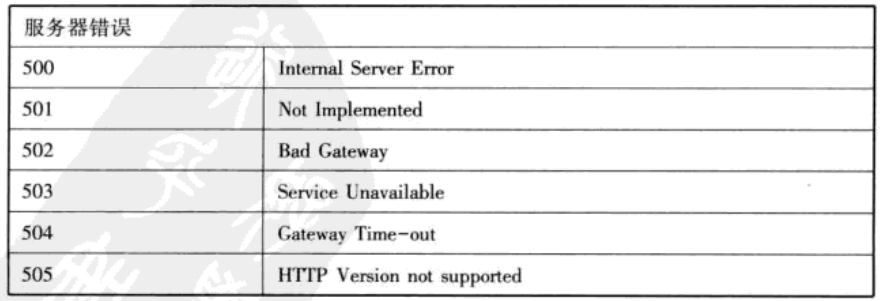 服务器错误
500 Internal Server Error
501 Not Implemented
502 Bad Gateway
503 Service Unavailable
504 Gateway Time-out
505 HTTP Version not supported